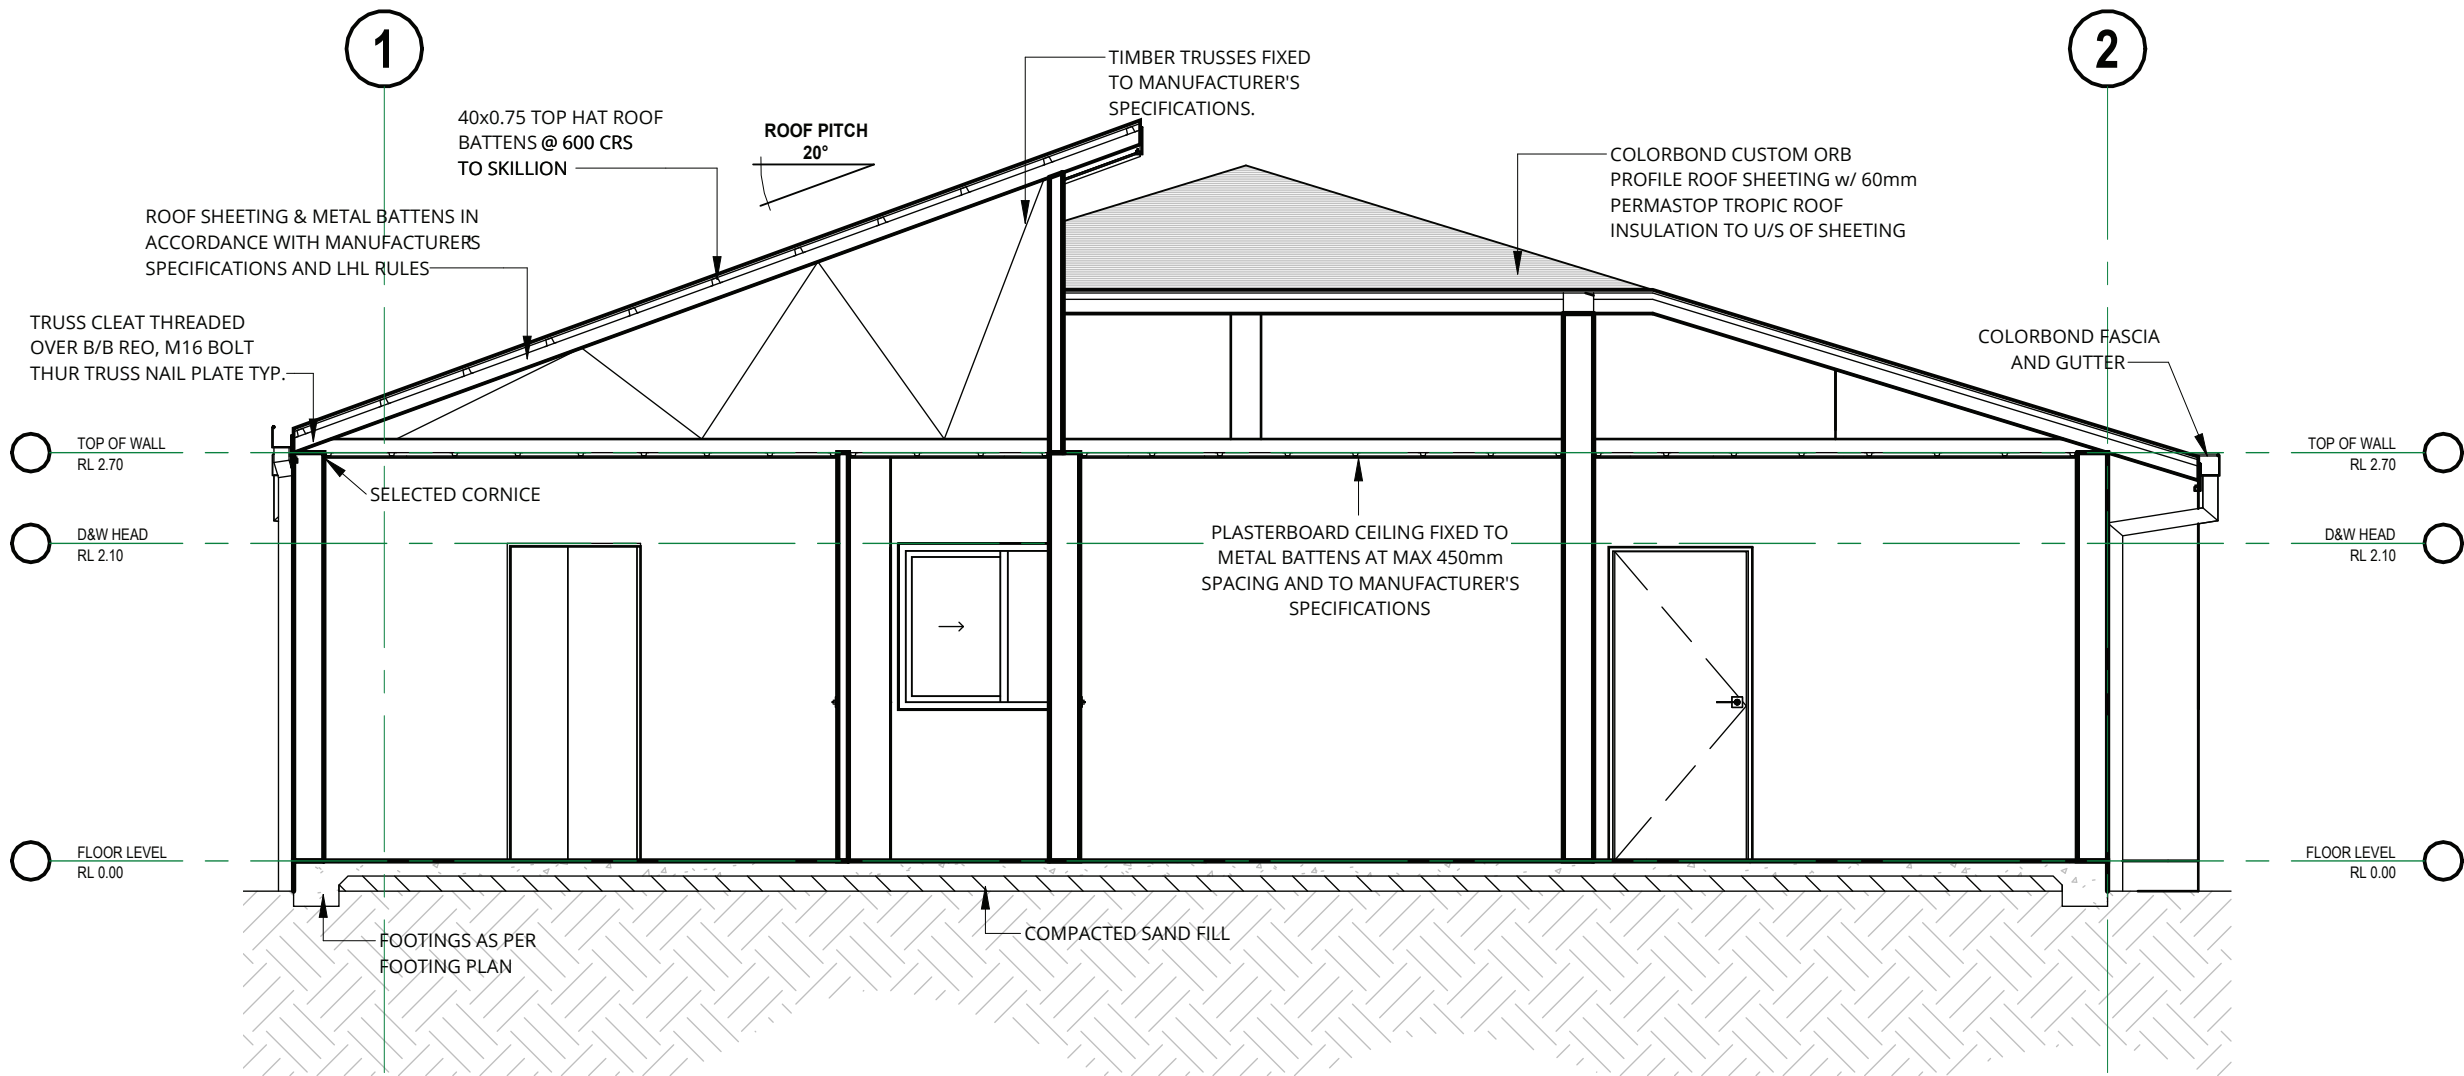 1
2
TIMBER TRUSSES FIXED
TO MANUFACTURER'S
SPECIFICATIONS.
40x0.75 TOP HAT ROOF
BATTENS @ 600 CRS
TO SKILLION
ROOF PITCH
20°
COLORBOND CUSTOM ORB
PROFILE ROOF SHEETING w/ 60mm
PERMASTOP TROPIC ROOF
INSULATION TO U/S OF SHEETING
ROOF SHEETING & METAL BATTENS IN
ACCORDANCE WITH MANUFACTURER'S
SPECIFICATIONS AND LHL RULES
TRUSS CLEAT THREADED
OVER B/B REO, M16 BOLT
THUR TRUSS NAIL PLATE TYP.
COLORBOND FASCIA
AND GUTTER
TOP OF WALL
RL 2.70
TOP OF WALL
RL 2.70
SELECTED CORNICE
D&W HEAD
RL 2.10
PLASTERBOARD CEILING FIXED TO
METAL BATTENS AT MAX 450mm
SPACING AND TO MANUFACTURER'S
SPECIFICATIONS
D&W HEAD
RL 2.10
FLOOR LEVEL
RL 0.00
FLOOR LEVEL
RL 0.00
FOOTINGS AS PER
FOOTING PLAN
COMPACTED SAND FILL